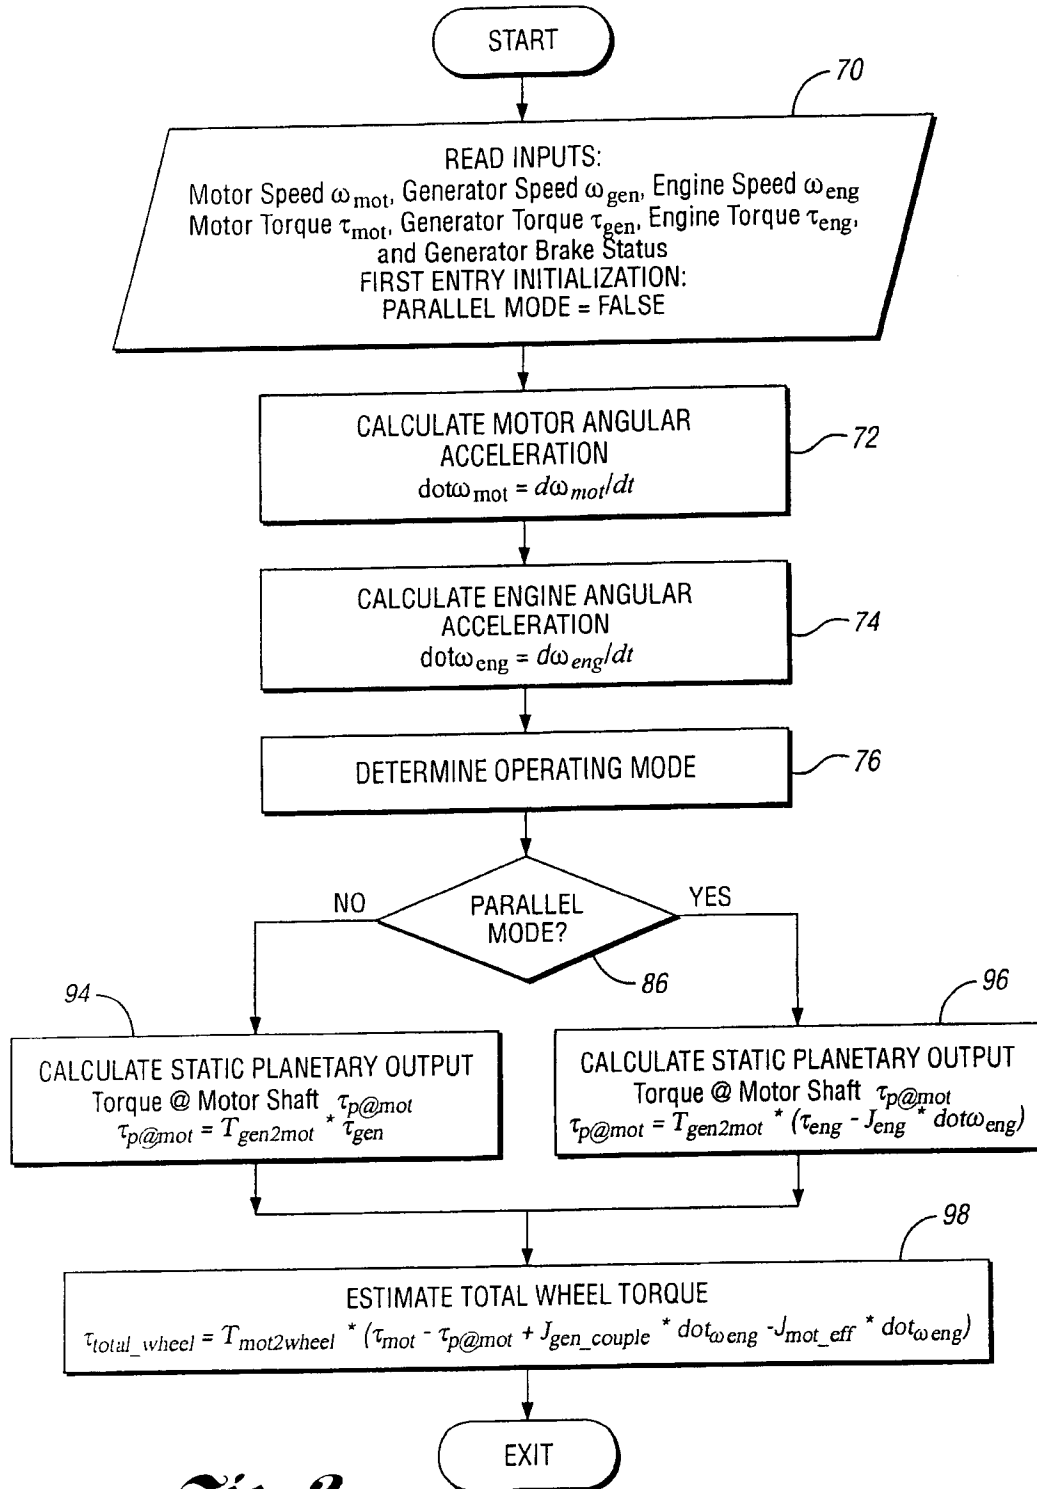 START
70
READ INPUTS:
Motor Speed ω_mot, Generator Speed ω_gen, Engine Speed ω_eng
Motor Torque τ_mot, Generator Torque τ_gen, Engine Torque τ_eng,
and Generator Brake Status
FIRST ENTRY INITIALIZATION:
PARALLEL MODE = FALSE
CALCULATE MOTOR ANGULAR
ACCELERATION
dotω_mot = dω_mot/dt
72
CALCULATE ENGINE ANGULAR
ACCELERATION
dotω_eng = dω_eng/dt
74
DETERMINE OPERATING MODE
76
NO
PARALLEL
MODE?
YES
86
94
CALCULATE STATIC PLANETARY OUTPUT
Torque @ Motor Shaft τ_p@mot
τ_p@mot = T_gen2mot * τ_gen
96
CALCULATE STATIC PLANETARY OUTPUT
Torque @ Motor Shaft τ_p@mot
τ_p@mot = T_gen2mot * (τ_eng - J_eng * dotω_eng)
98
ESTIMATE TOTAL WHEEL TORQUE
τ_total_wheel = T_mot2wheel * (τ_mot - τ_p@mot + J_gen_couple * dot_ω eng - J_mot_eff * dot_ω eng)
EXIT